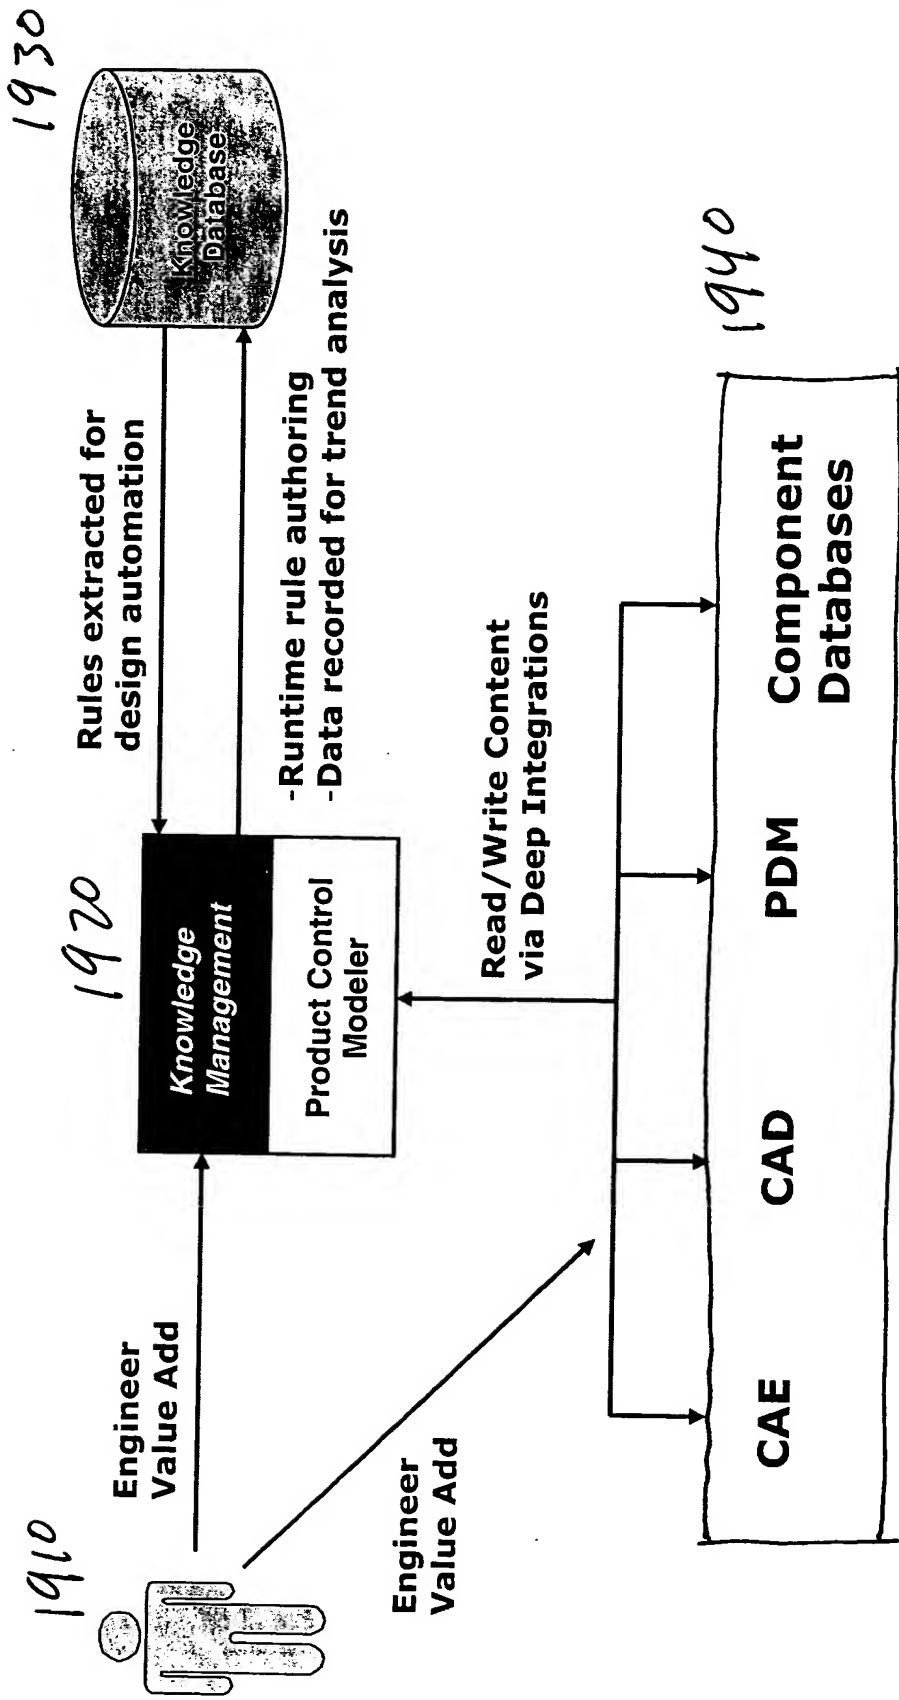 1910
1920
1930
Engineer
Value Add
Knowledge
Management
Product Control
Modeler
Rules extracted for
design automation
Knowledge
Database
-Runtime rule authoring
-Data recorded for trend analysis
Engineer
Value Add
Read/Write Content
via Deep Integrations
1940
CAE
CAD
PDM
Component
Databases